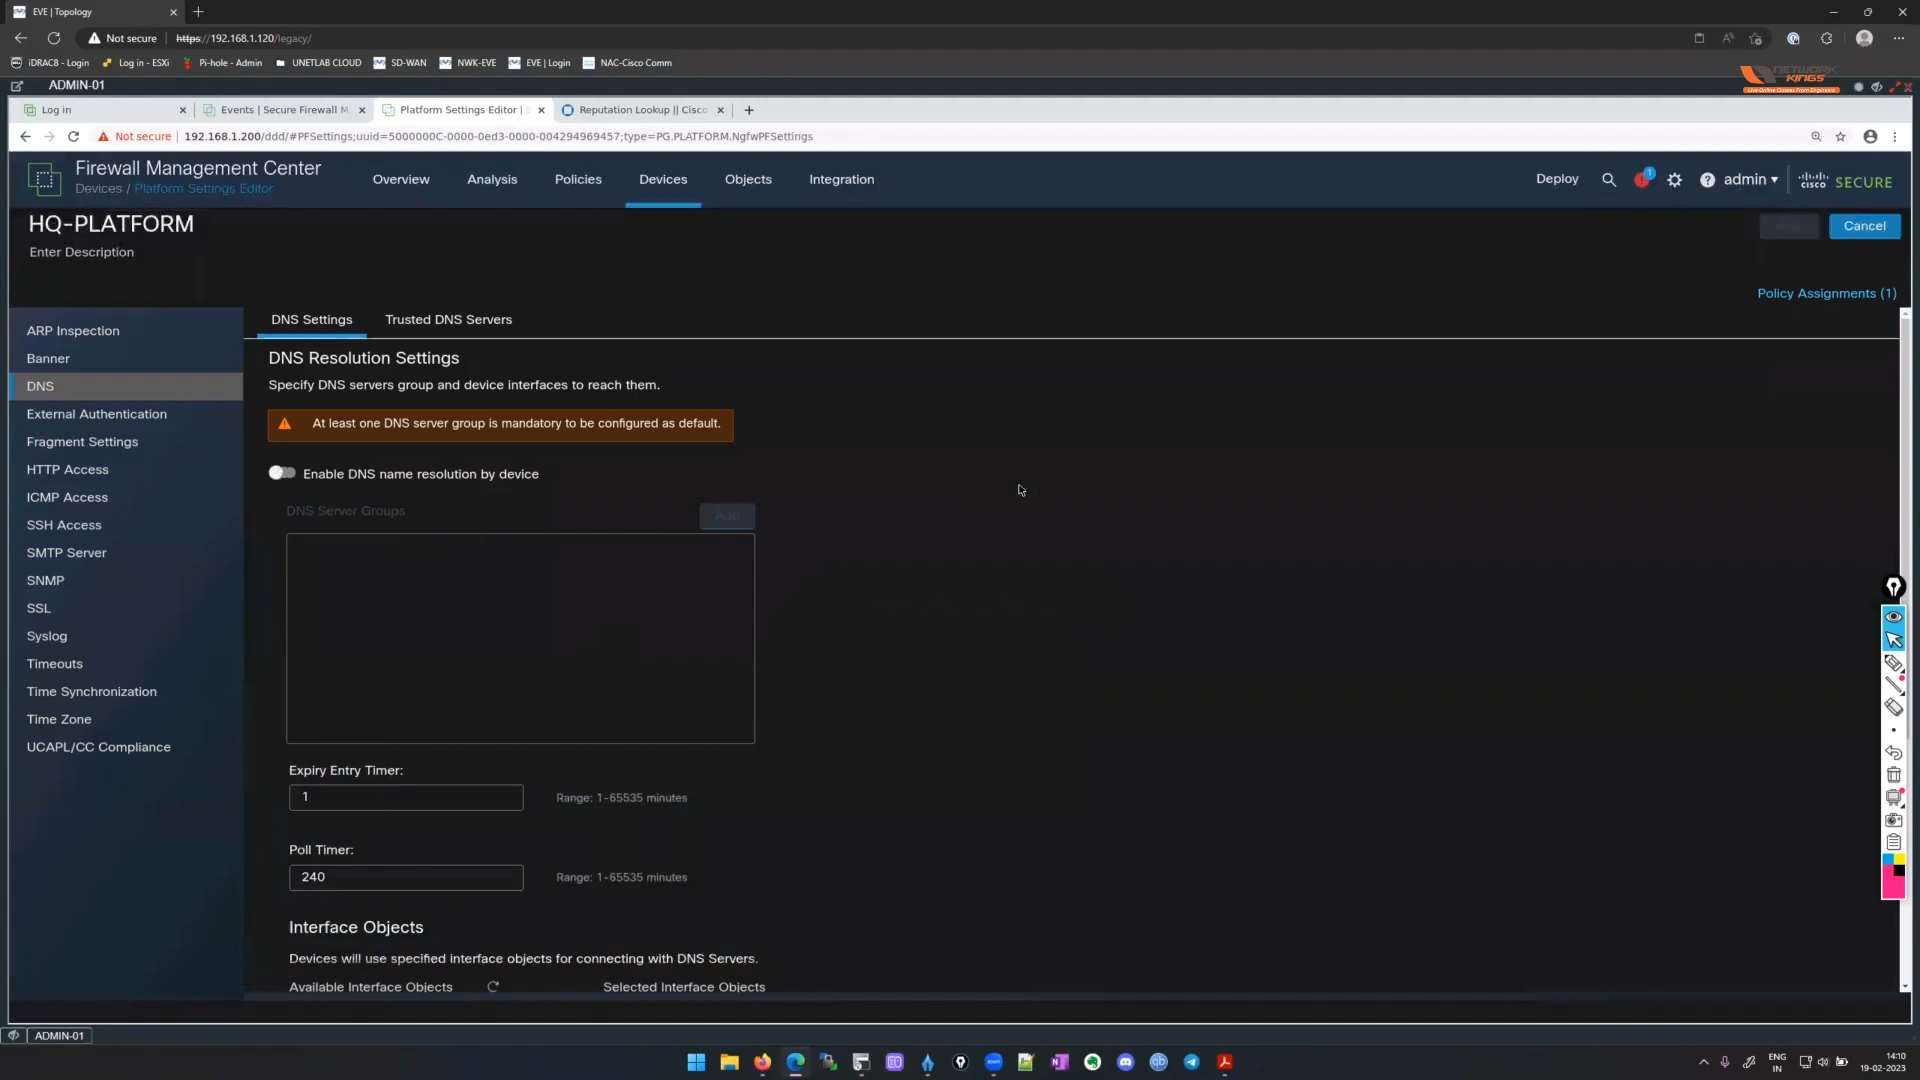 EVE | Topology
Not secure
https://192.168.1.120/legacy/
iDRAC8 - Login
Log in - ESXi
Pi-hole - Admin
UNETLAB CLOUD
SD-WAN
NWK-EVE
EVE | Login
NAC-Cisco Comm
ADMIN-01
NETWORK
KINGS
Live Online Classes From Engineers
Log in
Events | Secure Firewall M
Platform Settings Editor |
Reputation Lookup || Cisco
Not secure
192.168.1.200/ddd/#PFSettings;uuid=5000000C-0000-0ed3-0000-004294969457;type=PG.PLATFORM.NgfwPFSettings
Firewall Management Center
Devices / Platform Settings Editor
Overview
Analysis
Policies
Devices
Objects
Integration
Deploy
1
admin
cisco SECURE
HQ-PLATFORM
Enter Description
Cancel
Policy Assignments (1)
ARP Inspection
Banner
DNS
External Authentication
Fragment Settings
HTTP Access
ICMP Access
SSH Access
SMTP Server
SNMP
SSL
Syslog
Timeouts
Time Synchronization
Time Zone
UCAPL/CC Compliance
DNS Settings
Trusted DNS Servers
DNS Resolution Settings
Specify DNS servers group and device interfaces to reach them.
At least one DNS server group is mandatory to be configured as default.
Enable DNS name resolution by device
DNS Server Groups
Add
Expiry Entry Timer:
1
Range: 1-65535 minutes
Poll Timer:
240
Range: 1-65535 minutes
Interface Objects
Devices will use specified interface objects for connecting with DNS Servers.
Available Interface Objects
Selected Interface Objects
ADMIN-01
ENG
IN
14:10
19-02-2023